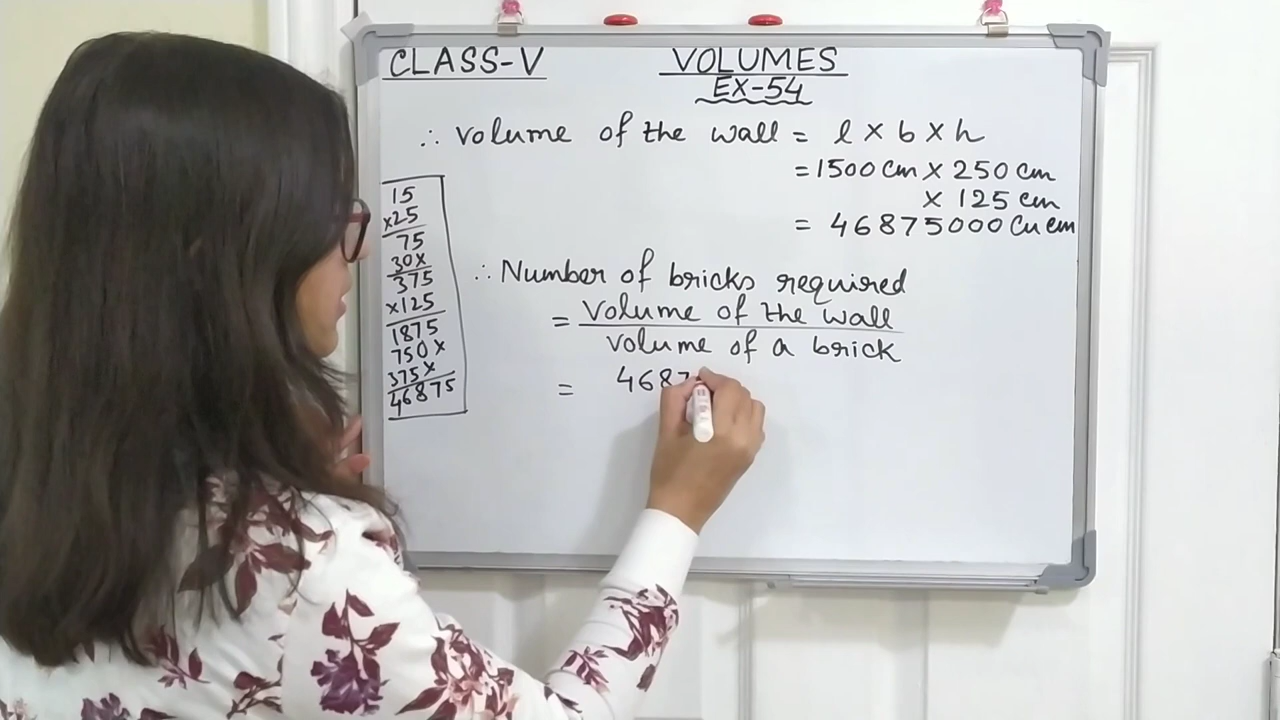 CLASS-V
VOLUMES
EX-54
∴ Volume of the wall = l × b × h
= 1500 cm × 250 cm
× 125 cm
= 46875000 Cu cm
15
×25
75
30×
375
×125
1875
750×
375×
46875
∴ Number of bricks required
= Volume of the wall
volume of a brick
= 4687